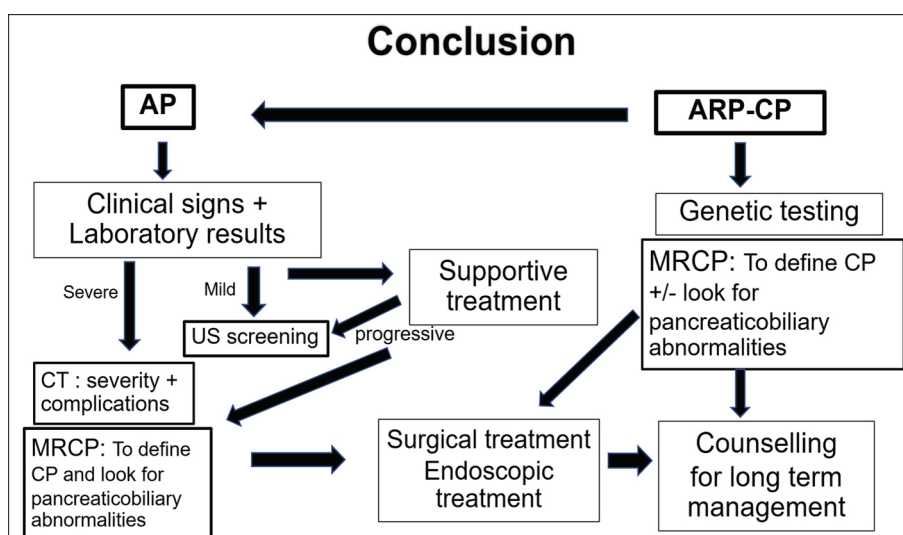 Conclusion
AP
ARP-CP
Clinical signs +
Laboratory results
Genetic testing
Severe
Mild
Supportive
treatment
MRCP: To define CP
+/- look for
pancreaticobiliary
abnormalities
US screening
progressive
CT : severity +
complications
MRCP: To define
CP and look for
pancreaticobiliary
abnormalities
Surgical treatment
Endoscopic
treatment
Counselling
for long term
management